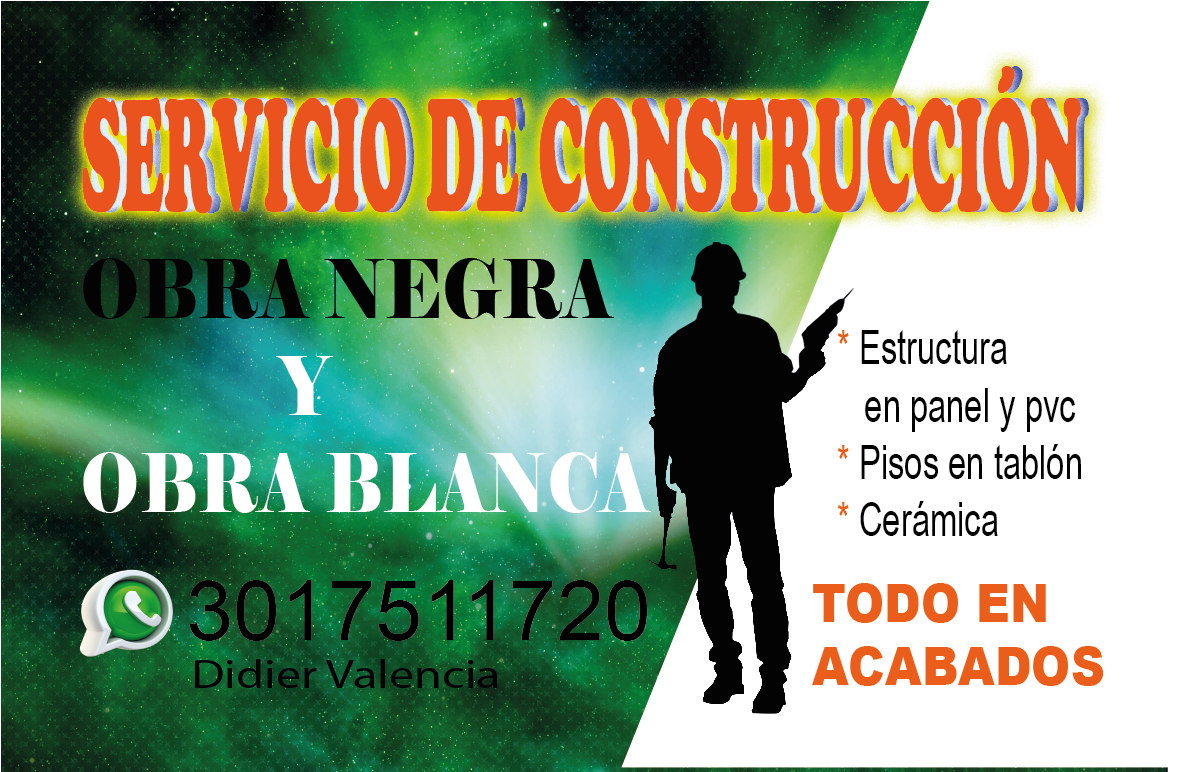 SERVICIO DE CONSTRUCCIÓN
OBRA NEGRA
Y
OBRA BLANCA
3017511720
Didier Valencia
* Estructura
en panel y pvc
* Pisos en tablón
* Cerámica
TODO EN
ACABADOS